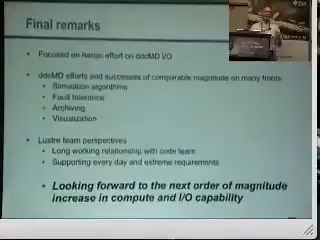 Final remarks
• Focused on heroic effort on ddcMD I/O
• ddcMD efforts and successes of comparable magnitude on many fronts
• Simulation algorithms
• Fault tolerance
• Archiving
• Visualization
• Lustre team perspectives
• Long working relationship with code team
• Supporting every day and extreme requirements
• Looking forward to the next order of magnitude
increase in compute and I/O capability